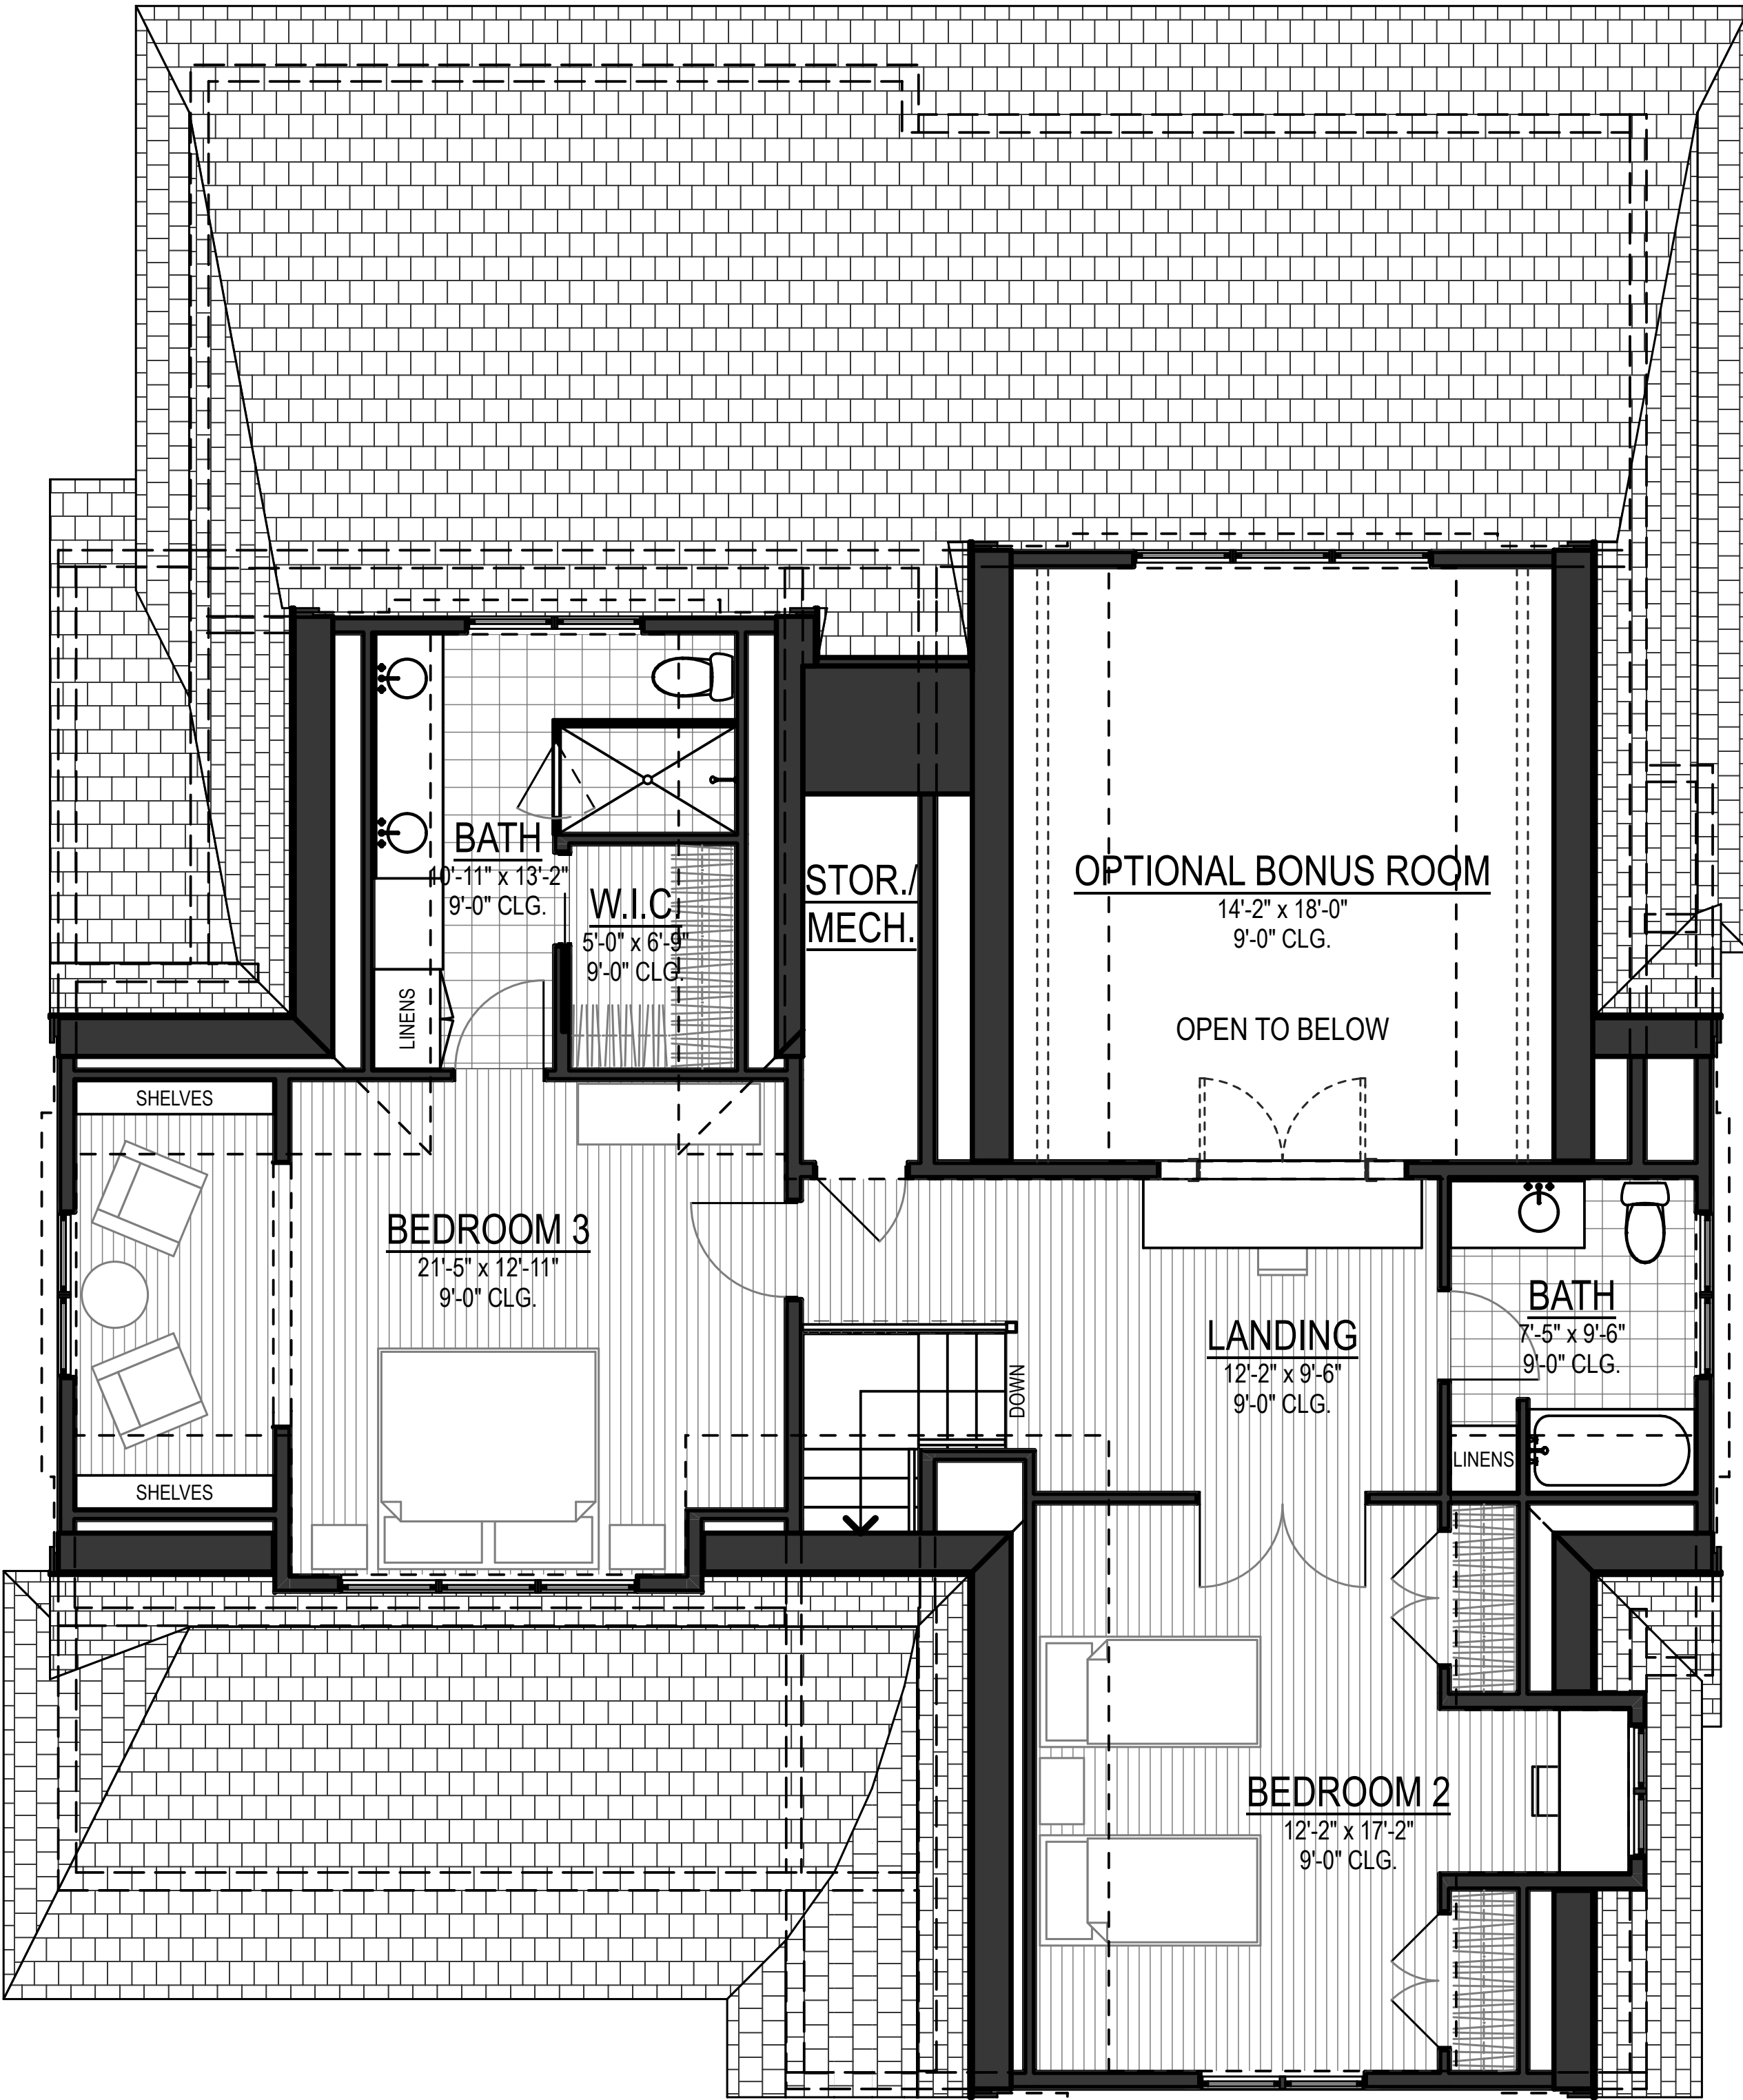 BATH
10'-11" x 13'-2"
9'-0" CLG.
W.I.C.
5'-0" x 6'-9"
9'-0" CLG.
STOR./
MECH.
OPTIONAL BONUS ROOM
14'-2" x 18'-0"
9'-0" CLG.
OPEN TO BELOW
LINENS
SHELVES
BEDROOM 3
21'-5" x 12'-11"
9'-0" CLG.
SHELVES
DOWN
LANDING
12'-2" x 9'-6"
9'-0" CLG.
BATH
7'-5" x 9'-6"
9'-0" CLG.
LINENS
BEDROOM 2
12'-2" x 17'-2"
9'-0" CLG.